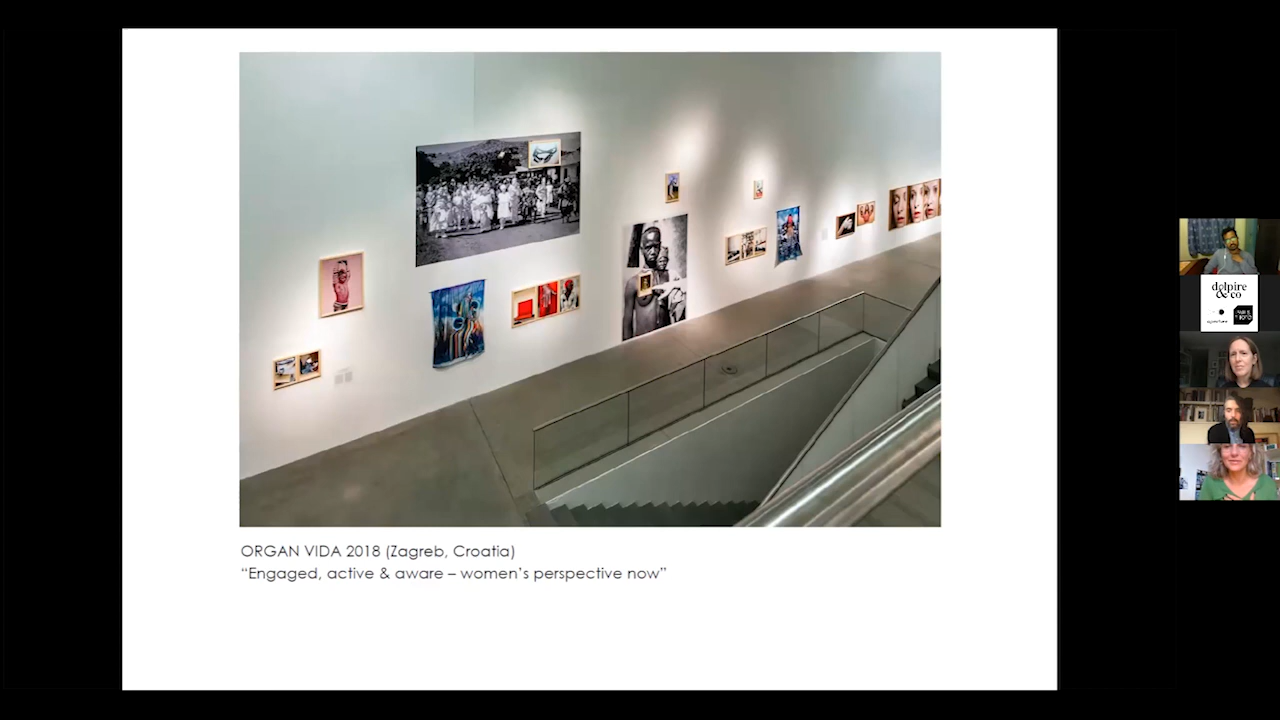 ORGAN VIDA 2018 (Zagreb, Croatia)
“Engaged, active & aware – women’s perspective now”
delpire
& co